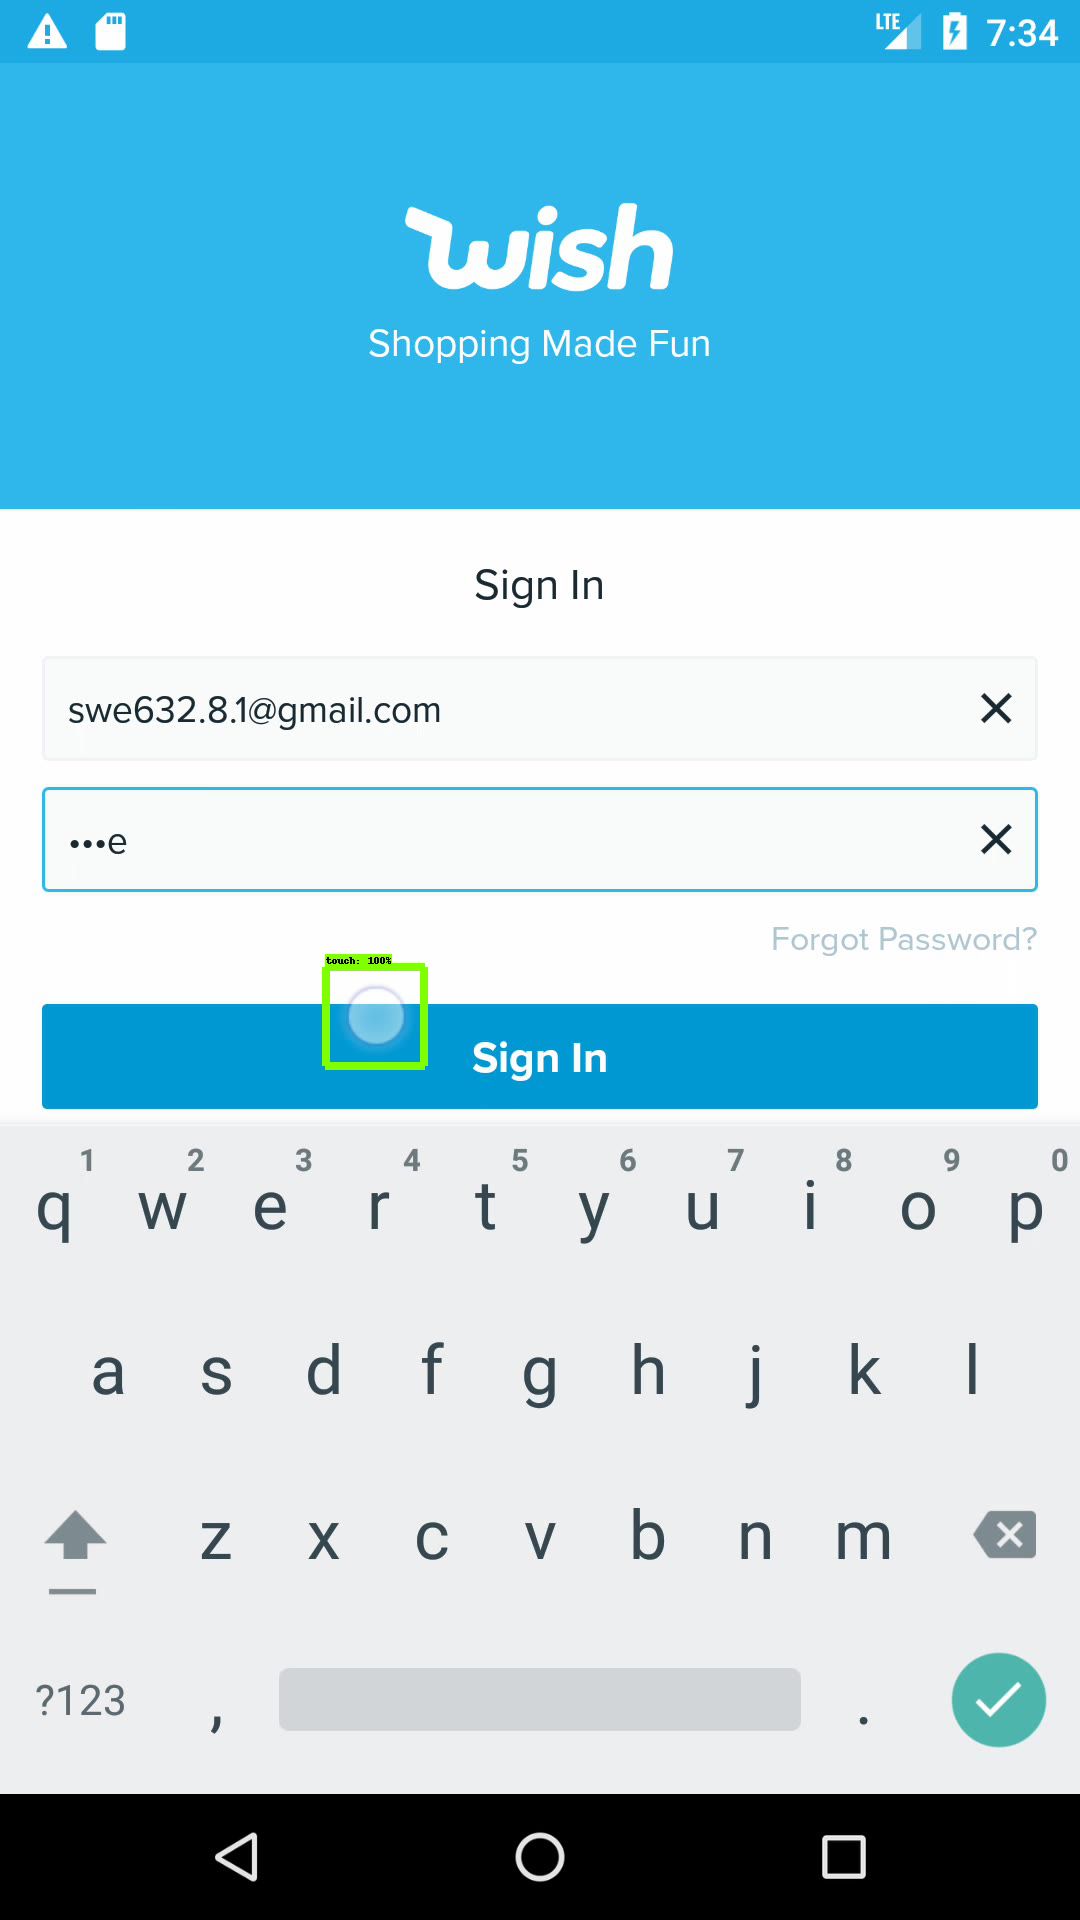 LTE 7:34
wish
Shopping Made Fun
Sign In
swe632.8.1@gmail.com
•••e
Forgot Password?
touch: 100%
Sign In
1 2 3 4 5 6 7 8 9 0
q w e r t y u i o p
a s d f g h j k l
z x c v b n m
?123 , .